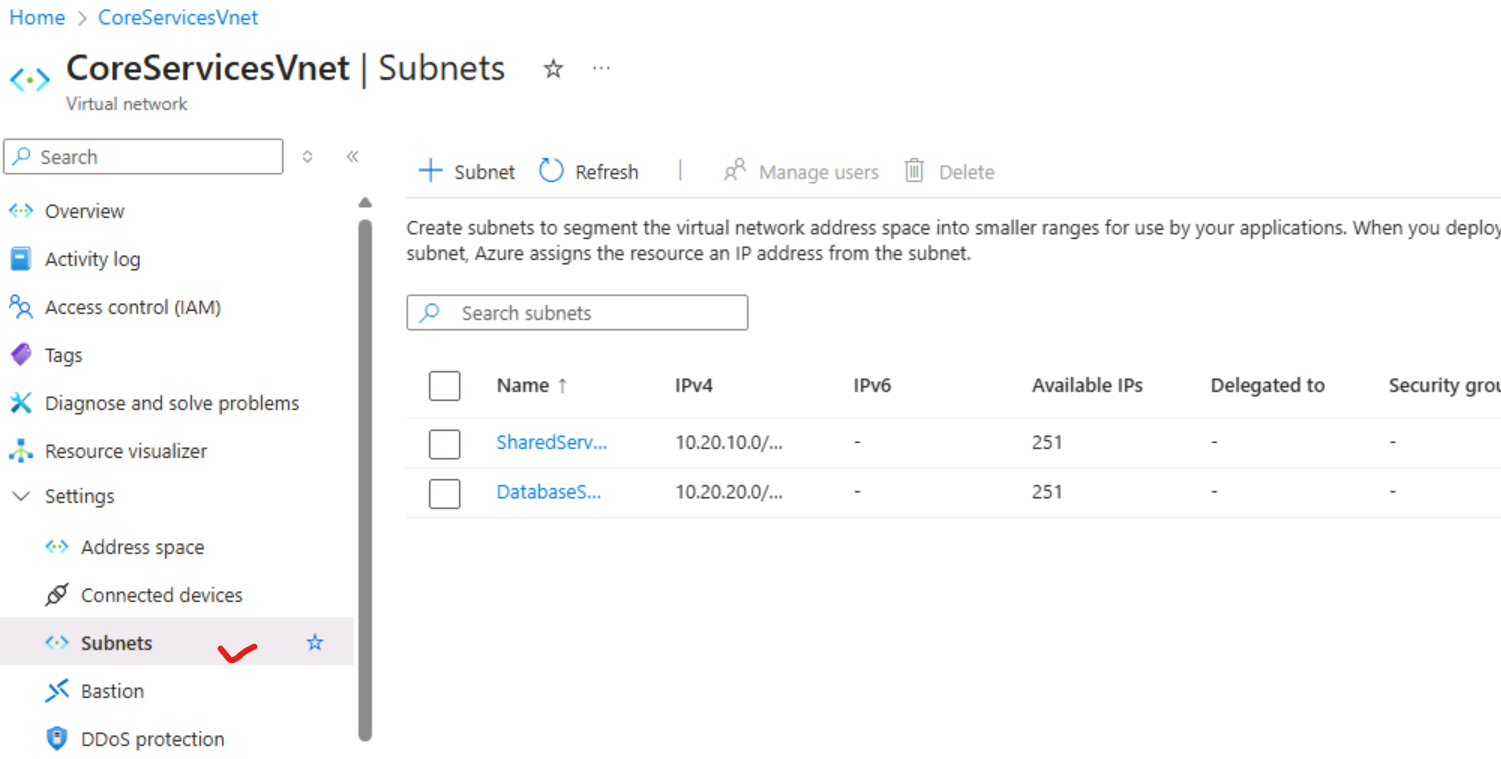 Home > CoreServicesVnet
CoreServicesVnet | Subnets ...
Virtual network
Search
Overview
Activity log
Access control (IAM)
Tags
Diagnose and solve problems
Resource visualizer
Settings
Address space
Connected devices
Subnets
Bastion
DDoS protection
+ Subnet Refresh | Manage users Delete
Create subnets to segment the virtual network address space into smaller ranges for use by your applications. When you deploy
subnet, Azure assigns the resource an IP address from the subnet.
Search subnets
Name ↑ IPv4 IPv6 Available IPs Delegated to Security grou
SharedServ... 10.20.10.0/... - 251 - -
DatabaseS... 10.20.20.0/... - 251 - -